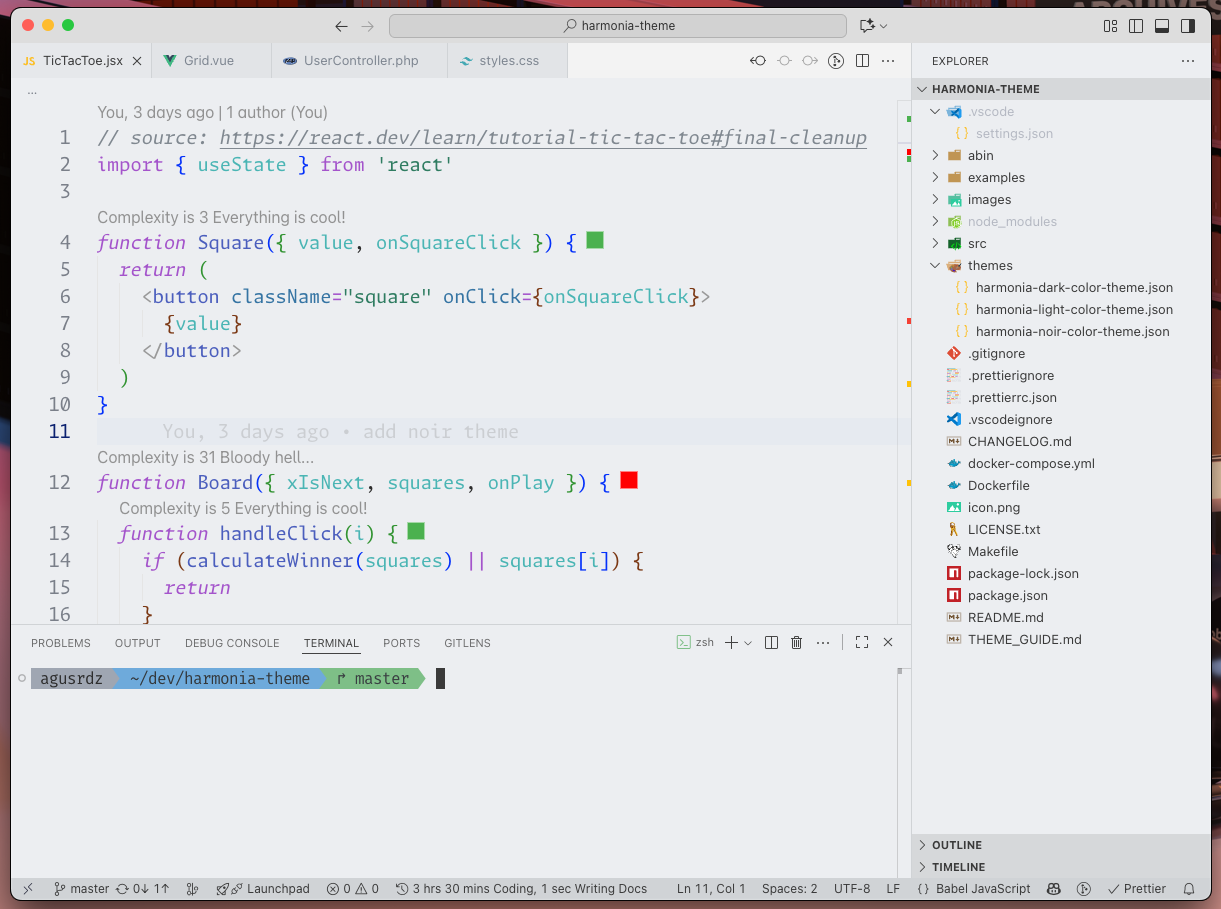 harmonia-theme
JS TicTacToe.jsx
Grid.vue
UserController.php
styles.css
...
You, 3 days ago | 1 author (You)
1 // source: https://react.dev/learn/tutorial-tic-tac-toe#final-cleanup
2 import { useState } from 'react'
3
Complexity is 3 Everything is cool!
4 function Square({ value, onSquareClick }) {
5 return (
6 <button className="square" onClick={onSquareClick}>
7 {value}
8 </button>
9 )
10 }
11 You, 3 days ago • add noir theme
Complexity is 31 Bloody hell...
12 function Board({ xIsNext, squares, onPlay }) {
Complexity is 5 Everything is cool!
13 function handleClick(i) {
14 if (calculateWinner(squares) || squares[i]) {
15 return
16 }
PROBLEMS OUTPUT DEBUG CONSOLE TERMINAL PORTS GITLENS
zsh
agusrdz ~/dev/harmonia-theme master
EXPLORER
HARMONIA-THEME
.vscode
{} settings.json
abin
examples
images
node_modules
src
themes
{} harmonia-dark-color-theme.json
{} harmonia-light-color-theme.json
{} harmonia-noir-color-theme.json
.gitignore
.prettierignore
.prettierrc.json
.vscodeignore
CHANGELOG.md
docker-compose.yml
Dockerfile
icon.png
LICENSE.txt
Makefile
package-lock.json
package.json
README.md
THEME_GUIDE.md
OUTLINE
TIMELINE
master 0↓ 1↑ Launchpad 0 0 3 hrs 30 mins Coding, 1 sec Writing Docs Ln 11, Col 1 Spaces: 2 UTF-8 LF {} Babel JavaScript Prettier